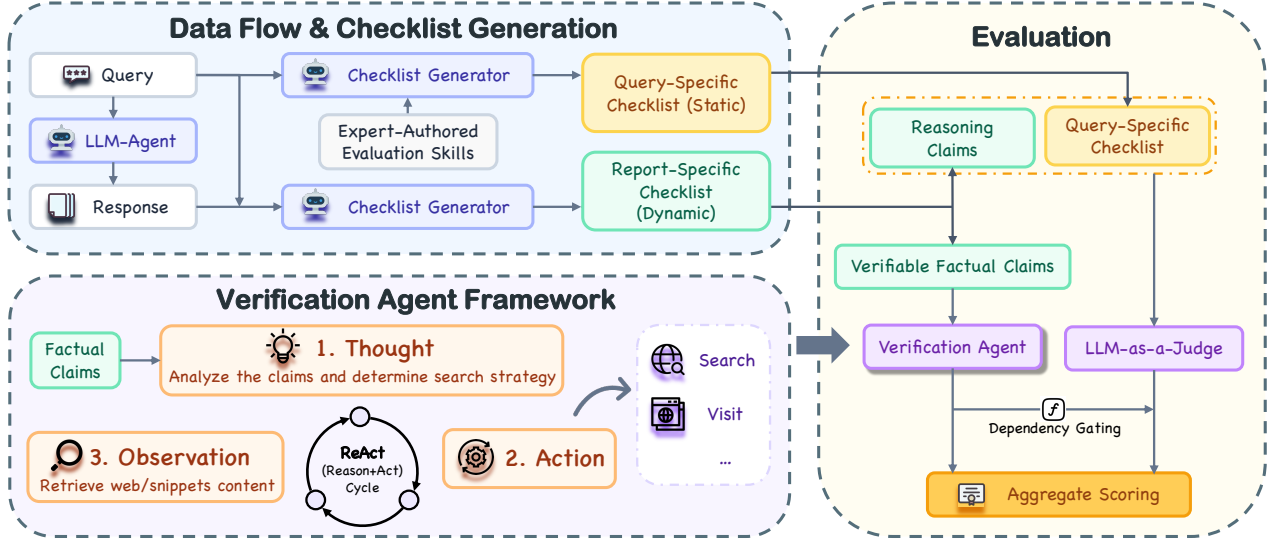 Data Flow & Checklist Generation
Query
LLM-Agent
Response
Checklist Generator
Expert-Authored
Evaluation Skills
Checklist Generator
Query-Specific
Checklist (Static)
Report-Specific
Checklist
(Dynamic)
Verification Agent Framework
Factual
Claims
1. Thought
Analyze the claims and determine search strategy
3. Observation
Retrieve web/snippets content
ReAct
(Reason+Act)
Cycle
2. Action
Search
Visit
...
Evaluation
Reasoning
Claims
Query-Specific
Checklist
Verifiable Factual Claims
Verification Agent
LLM-as-a-Judge
f
Dependency Gating
Aggregate Scoring